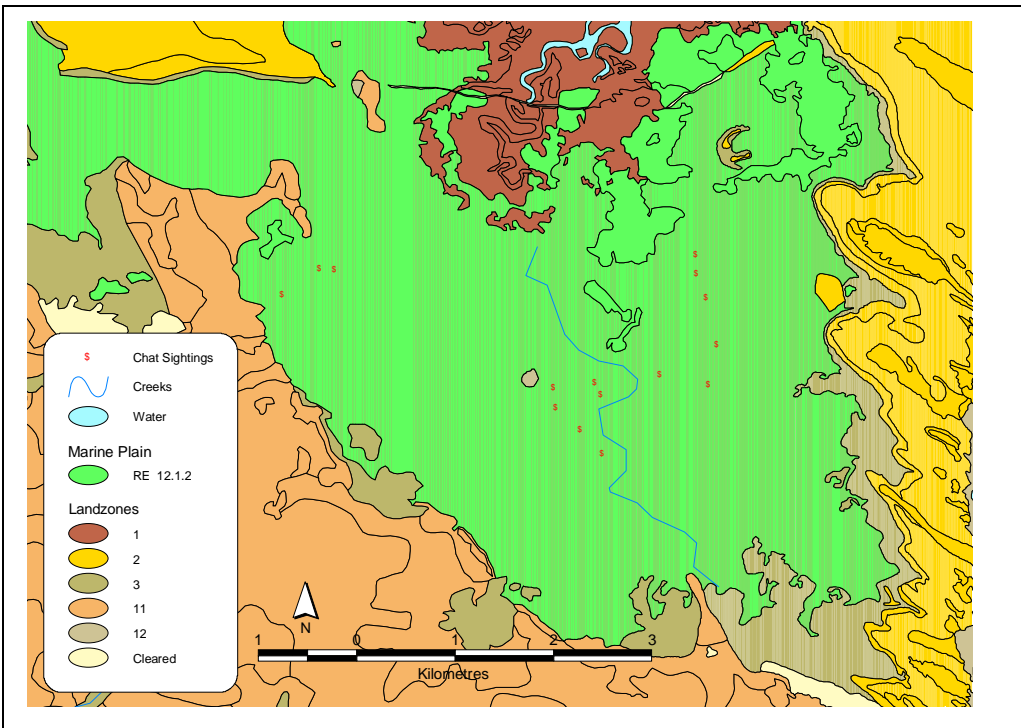 $ Chat Sightings
Creeks
Water
Marine Plain
RE 12.1.2
Landzones
1
2
3
11
12
Cleared
N
1 0 1 2 3
Kilometres
$ $
$
$
$
$
$
$
$
$ $
$
$
$
$
$